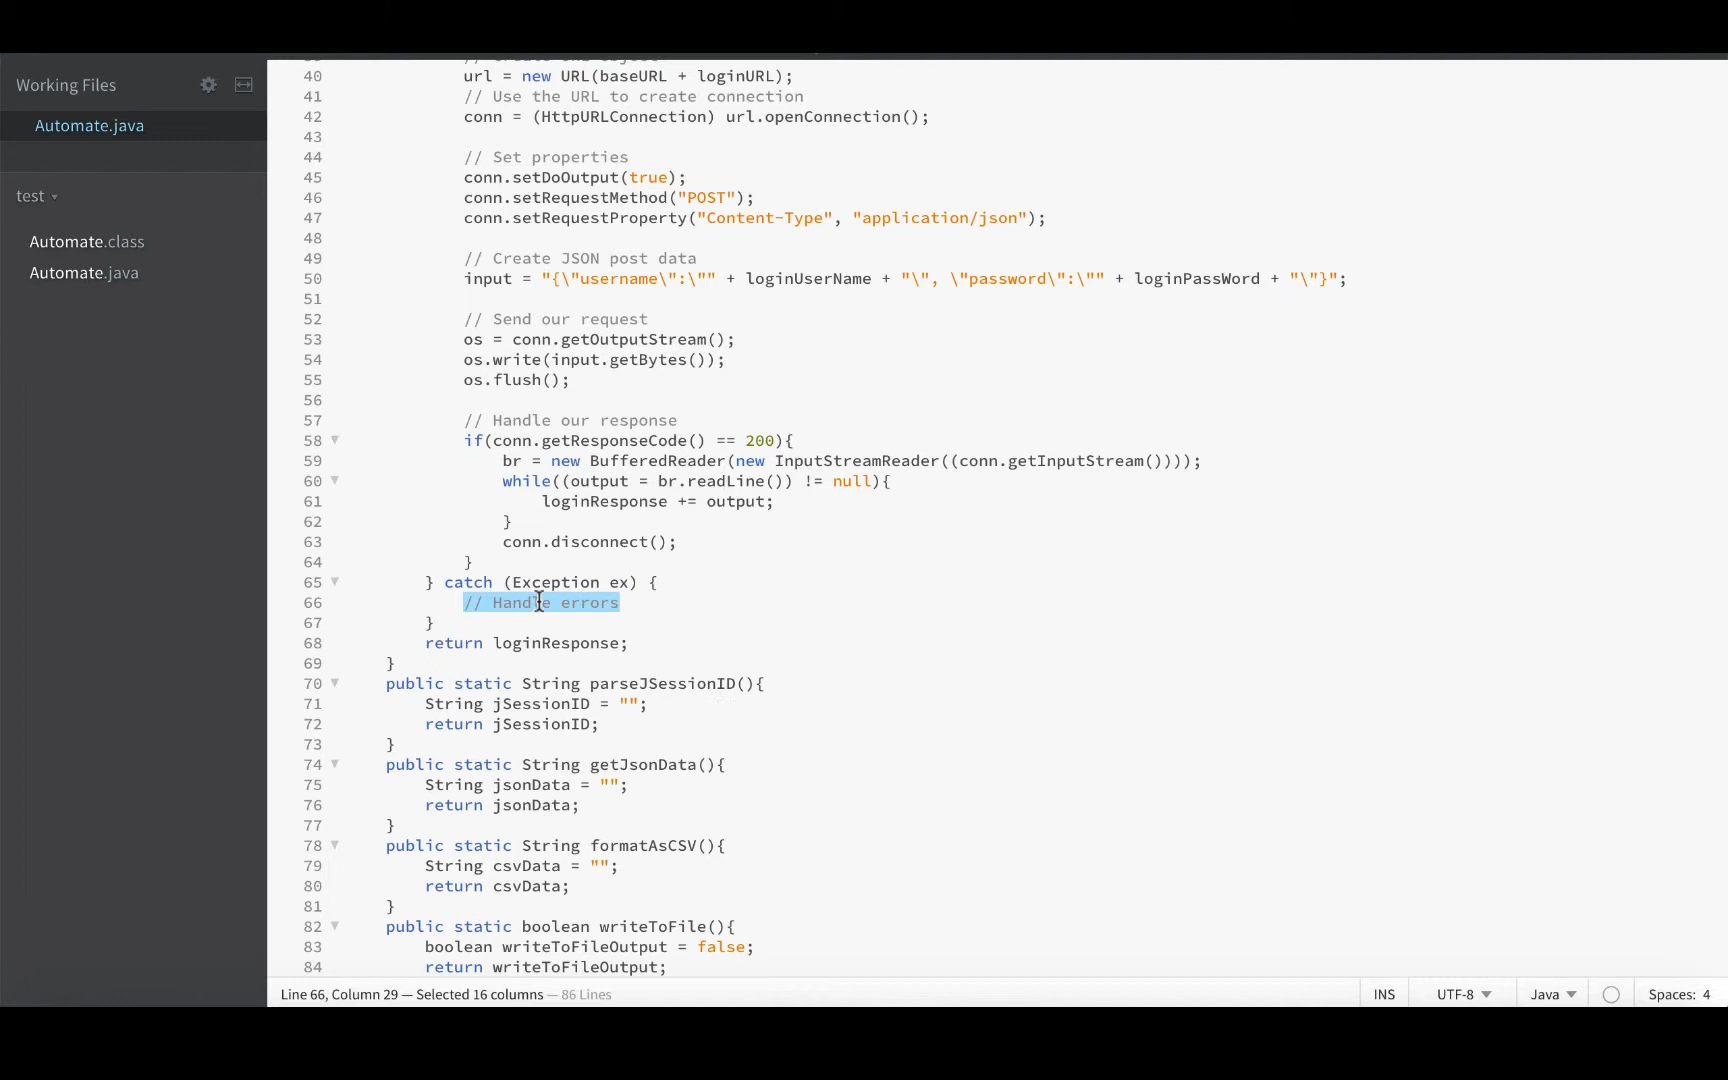 Working Files
Automate.java
test
Automate.class
Automate.java
40 url = new URL(baseURL + loginURL);
41 // Use the URL to create connection
42 conn = (HttpURLConnection) url.openConnection();
43
44 // Set properties
45 conn.setDoOutput(true);
46 conn.setRequestMethod("POST");
47 conn.setRequestProperty("Content-Type", "application/json");
48
49 // Create JSON post data
50 input = "{\"username\":\"" + loginUserName + "\", \"password\":\"" + loginPassWord + "\"}";
51
52 // Send our request
53 os = conn.getOutputStream();
54 os.write(input.getBytes());
55 os.flush();
56
57 // Handle our response
58 if(conn.getResponseCode() == 200){
59 br = new BufferedReader(new InputStreamReader((conn.getInputStream())));
60 while((output = br.readLine()) != null){
61 loginResponse += output;
62 }
63 conn.disconnect();
64 }
65 } catch (Exception ex) {
66 // Handle errors
67 }
68 return loginResponse;
69 }
70 public static String parseJSessionID(){
71 String jSessionID = "";
72 return jSessionID;
73 }
74 public static String getJsonData(){
75 String jsonData = "";
76 return jsonData;
77 }
78 public static String formatAsCSV(){
79 String csvData = "";
80 return csvData;
81 }
82 public static boolean writeToFile(){
83 boolean writeToFileOutput = false;
84 return writeToFileOutput;
Line 66, Column 29 — Selected 16 columns — 86 Lines
INS UTF-8 Java Spaces: 4